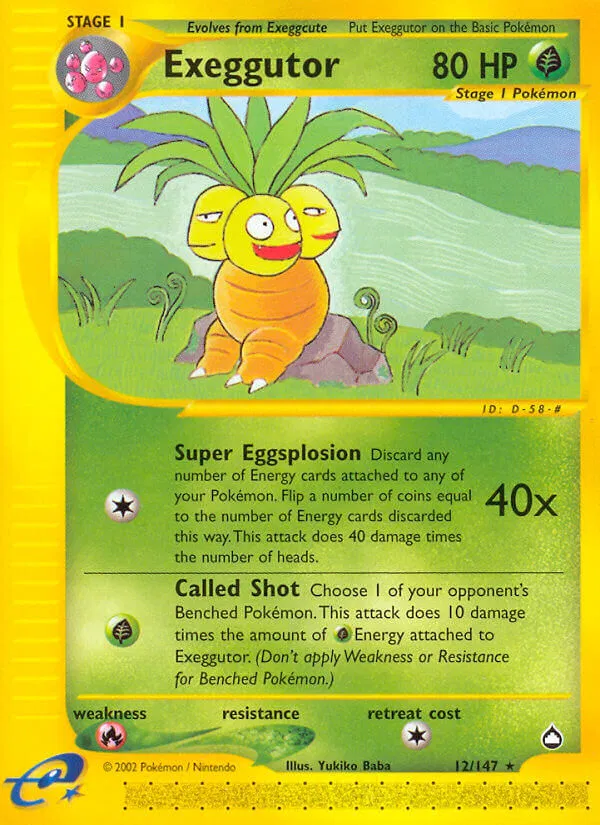 STAGE 1
Evolves from Exeggcute Put Exeggutor on the Basic Pokémon
Exeggutor 80 HP
Stage 1 Pokémon
ID: D-58-#
Super Eggsplosion Discard any
number of Energy cards attached to any of
your Pokémon. Flip a number of coins equal
to the number of Energy cards discarded
this way. This attack does 40 damage times
the number of heads.
40x
Called Shot Choose 1 of your opponent's
Benched Pokémon. This attack does 10 damage
times the amount of Energy attached to
Exeggutor. (Don't apply Weakness or Resistance
for Benched Pokémon.)
weakness resistance retreat cost
© 2002 Pokémon / Nintendo Illus. Yukiko Baba 12/147 ★
e